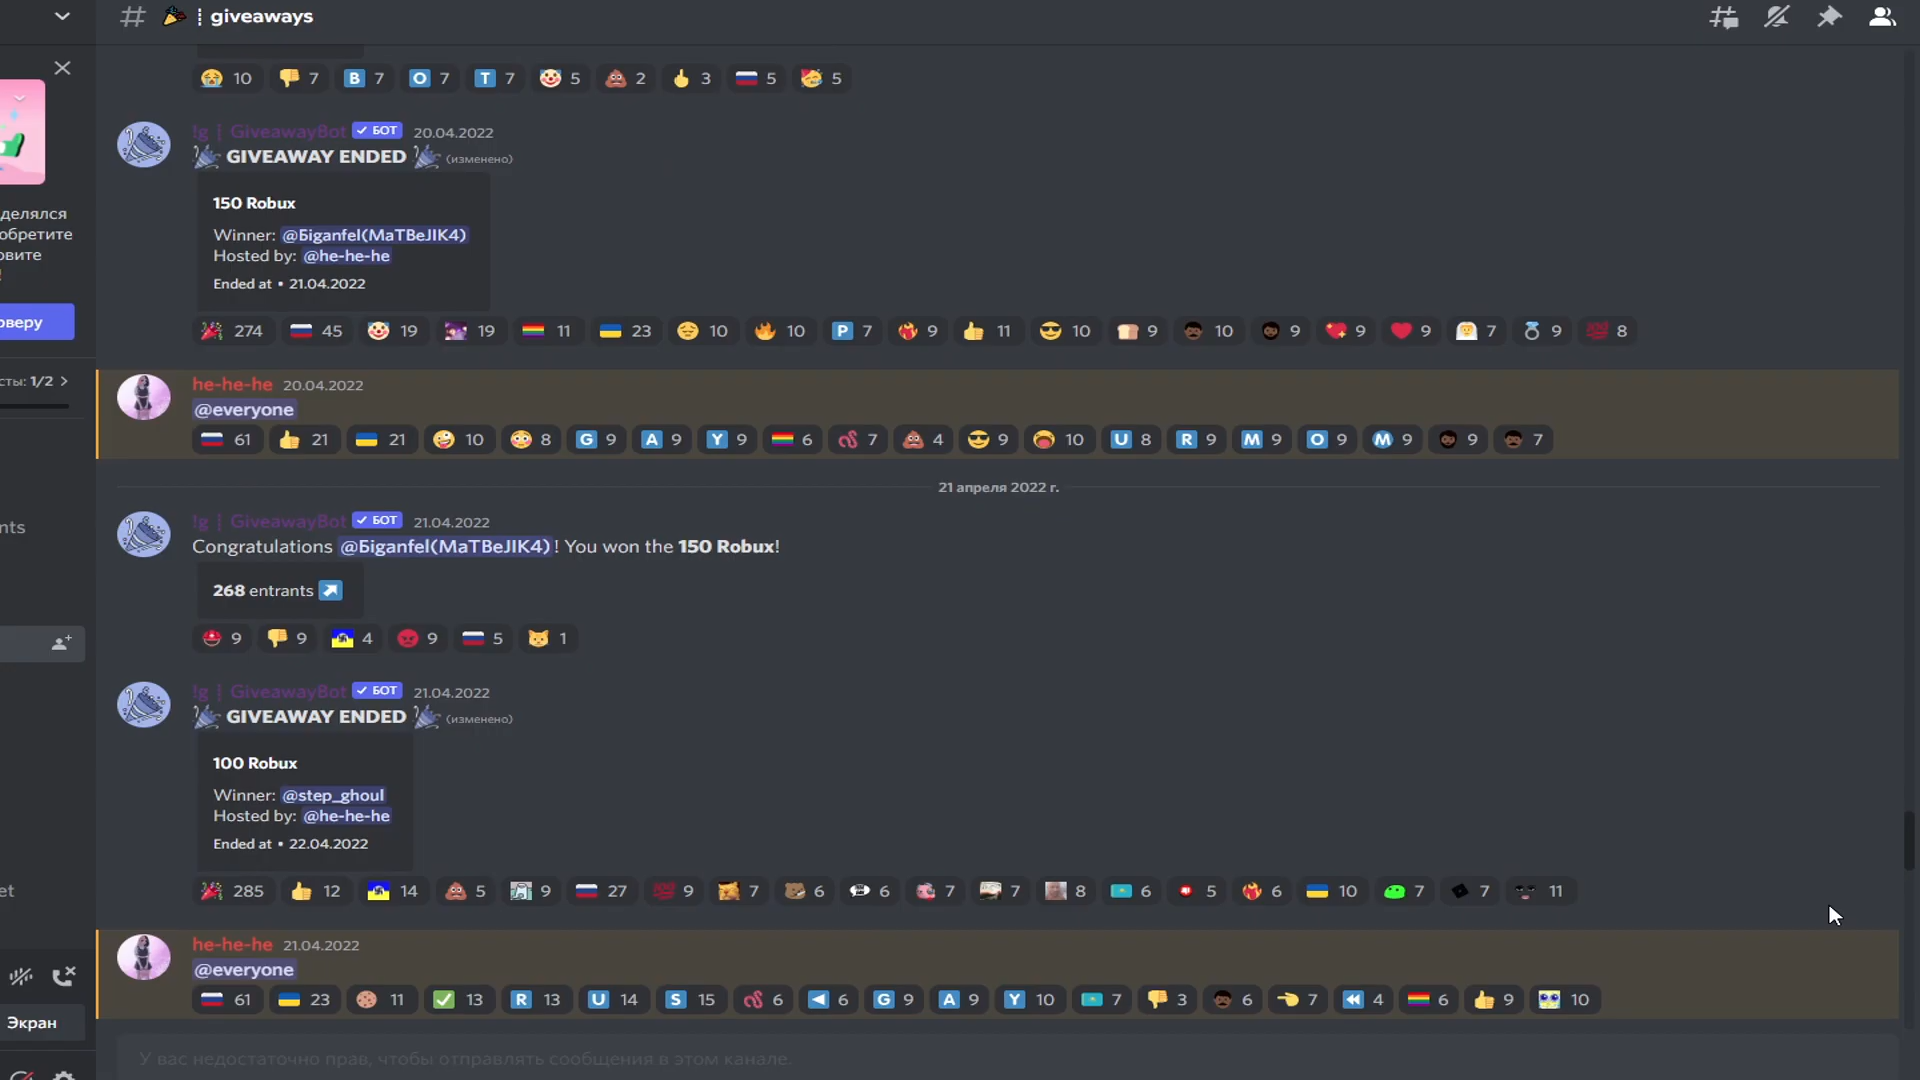 giveaways
10 7 B 7 O 7 T 7 5 2 3 5 5
!g | GiveawayBot БОТ 20.04.2022
GIVEAWAY ENDED (изменено)
150 Robux
Winner: @Бiganfel(MaTBeJIK4)
Hosted by: @he-he-he
Ended at • 21.04.2022
274 45 19 19 11 23 10 10 P 7 9 11 10 9 10 9 9 9 7 9 8
he-he-he 20.04.2022
@everyone
61 21 21 10 8 G 9 A 9 Y 9 6 7 4 9 10 U 8 R 9 M 9 O 9 M 9 9 7
21 апреля 2022 г.
!g | GiveawayBot БОТ 21.04.2022
Congratulations @Бiganfel(MaTBeJIK4)! You won the 150 Robux!
268 entrants
9 9 4 9 5 1
!g | GiveawayBot БОТ 21.04.2022
GIVEAWAY ENDED (изменено)
100 Robux
Winner: @step_ghoul
Hosted by: @he-he-he
Ended at • 22.04.2022
285 12 14 5 9 27 9 7 6 6 7 7 8 6 5 6 10 7 7 11
he-he-he 21.04.2022
@everyone
61 23 11 13 R 13 U 14 S 15 6 6 G 9 A 9 Y 10 7 3 6 7 4 6 9 10
У вас недостаточно прав, чтобы отправлять сообщения в этом канале.
делялся
обретите
овите
!
рверу
сты: 1/2
nts
et
Экран